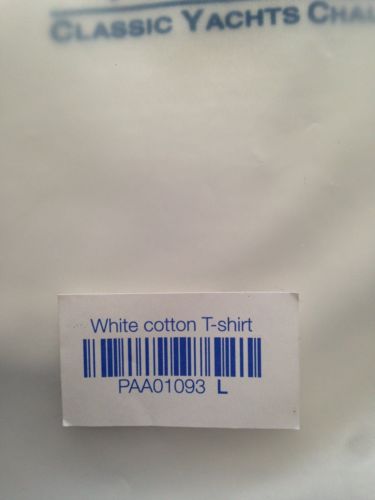 CLASSIC YACHTS
White cotton T-shirt
PAA01093 L